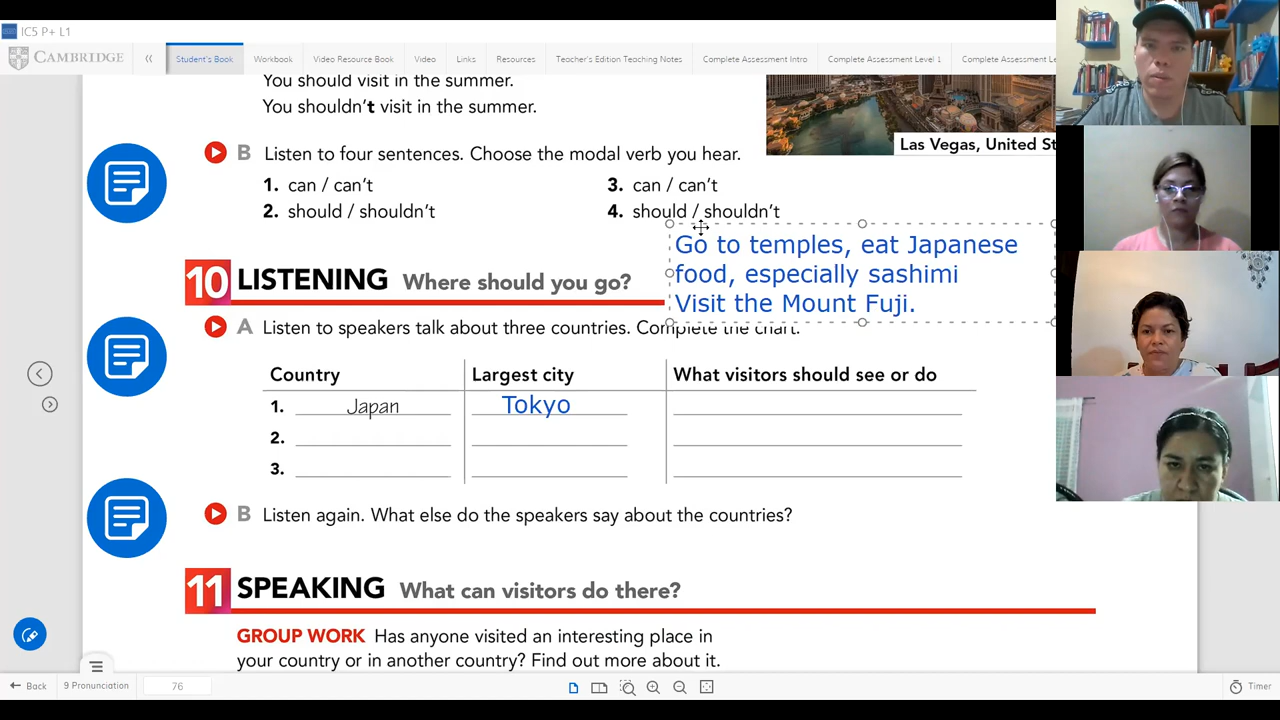 IC5 P+ L1
CAMBRIDGE
Student's Book
Workbook
Video Resource Book
Video
Links
Resources
Teacher's Edition Teaching Notes
Complete Assessment Intro
Complete Assessment Level 1
Complete Assessment Le
You should visit in the summer.
You shouldn't visit in the summer.
Las Vegas, United St
B Listen to four sentences. Choose the modal verb you hear.
1. can / can't
3. can / can't
2. should / shouldn't
4. should / shouldn't
Go to temples, eat Japanese
food, especially sashimi
Visit the Mount Fuji.
10 LISTENING Where should you go?
A Listen to speakers talk about three countries. Complete the chart.
Country Largest city What visitors should see or do
1. Japan Tokyo
2.
3.
B Listen again. What else do the speakers say about the countries?
11 SPEAKING What can visitors do there?
GROUP WORK Has anyone visited an interesting place in
your country or in another country? Find out more about it.
Back 9 Pronunciation 76 Timer